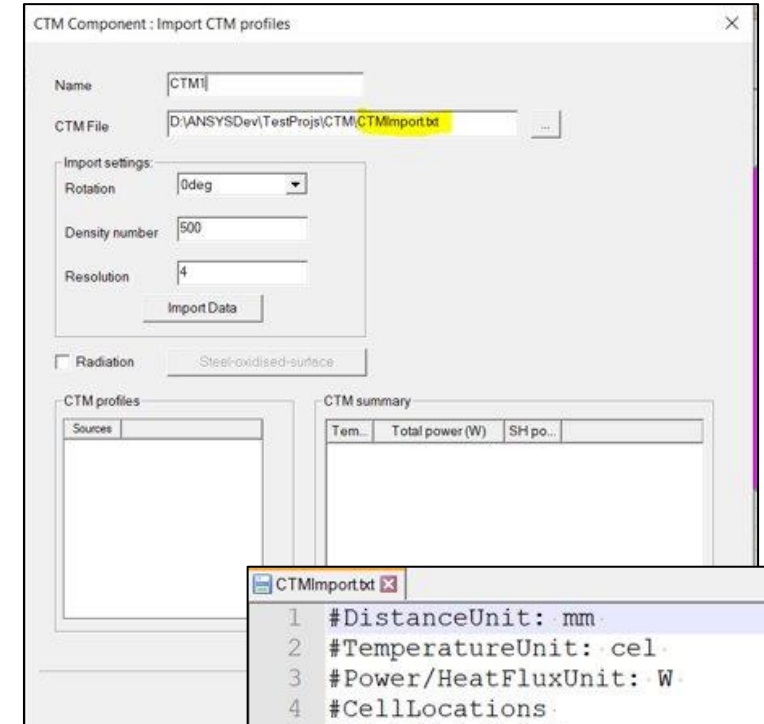 CTM Component : Import CTM profiles
Name CTM1
CTM File D:\ANSYSDev\TestProjs\CTM\CTMImport.txt ...
Import settings:
Rotation 0deg
Density number 500
Resolution 4
Import Data
Radiation Steel-oxidised-surface
CTM profiles
Sources
CTM summary
Tem... Total power (W) SH po...
CTMImport.txt
1 #DistanceUnit: mm
2 #TemperatureUnit: cel
3 #Power/HeatFluxUnit: W
4 #CellLocations